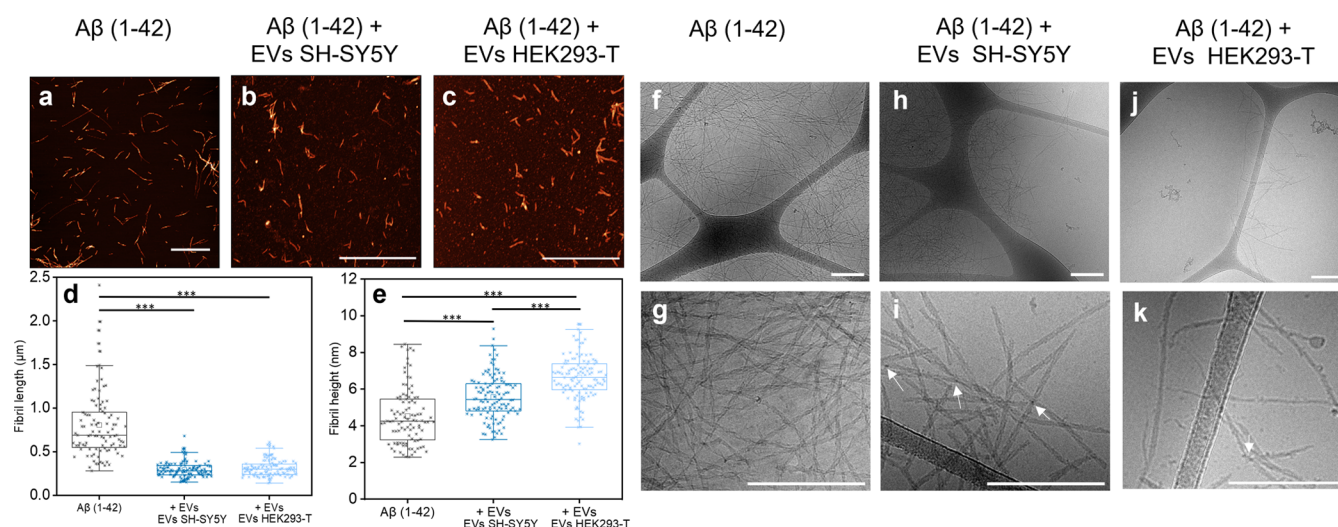 Aβ (1-42)
Aβ (1-42) +
EVs SH-SY5Y
Aβ (1-42) +
EVs HEK293-T
Aβ (1-42)
Aβ (1-42) +
EVs SH-SY5Y
Aβ (1-42) +
EVs HEK293-T
a
b
c
f
h
j
d
Fibril length (μm)
2.5
2.0
1.5
1.0
0.5
0.0
***
***
Aβ (1-42)
+ EVs
EVs SH-SY5Y
+ EVs
EVs HEK293-T
e
Fibril height (nm)
12
10
8
6
4
2
0
***
***
***
Aβ (1-42)
+ EVs
EVs SH-SY5Y
+ EVs
EVs HEK293-T
g
i
k